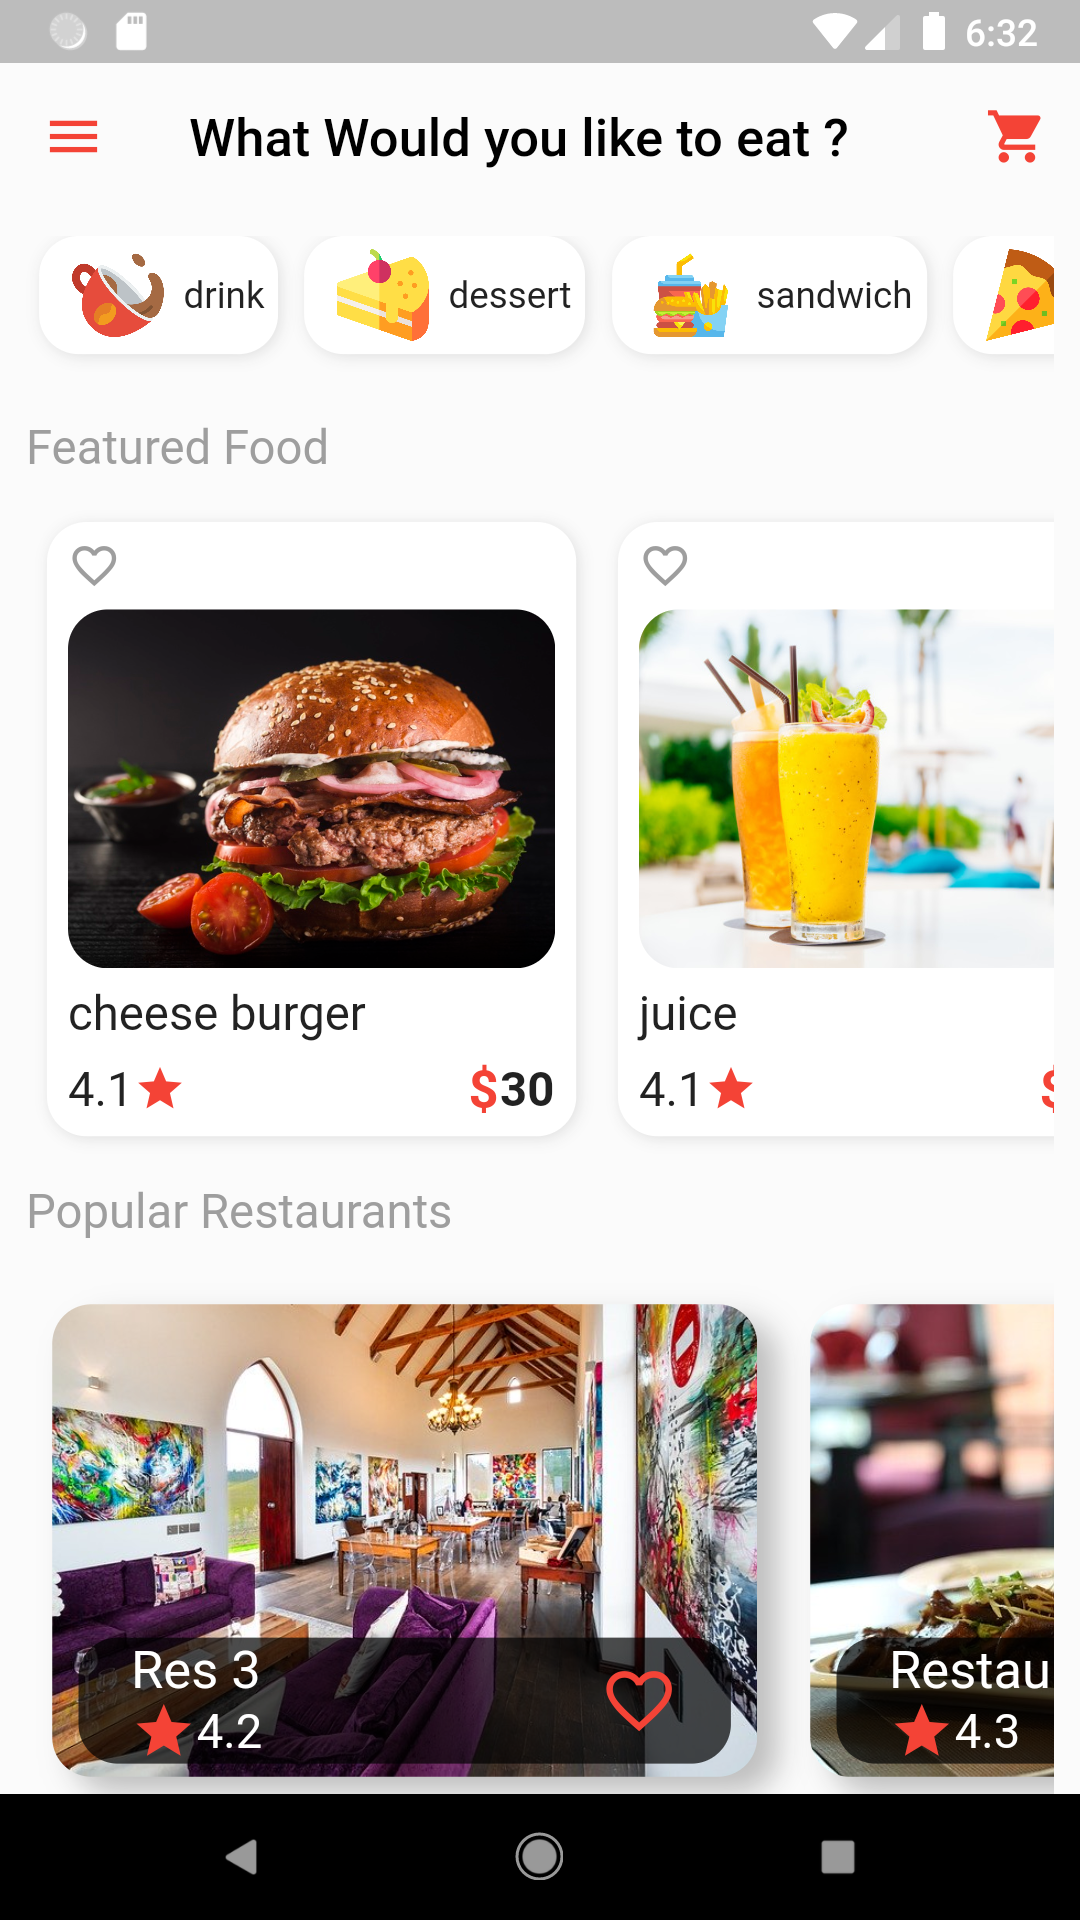 6:32
What Would you like to eat ?
drink dessert sandwich
Featured Food
cheese burger
4.1 $30
juice
4.1 $
Popular Restaurants
Res 3
4.2
Restau
4.3